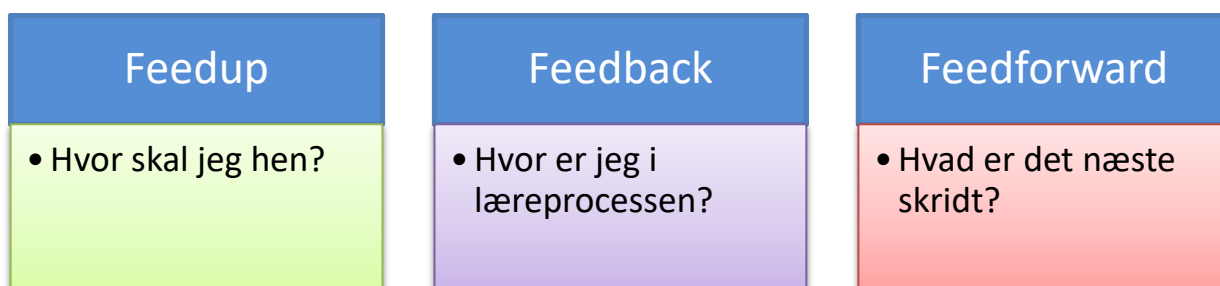 Feedup
• Hvor skal jeg hen?
Feedback
• Hvor er jeg i
læreprocessen?
Feedforward
• Hvad er det næste
skridt?